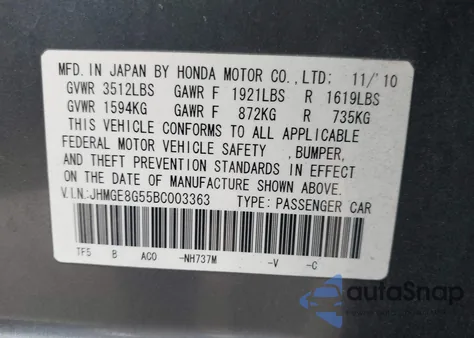 MFD. IN JAPAN BY HONDA MOTOR CO., LTD: 11/'10
GVWR 3512LBS GAWR F 1921LBS R 1619LBS
GVWR 1594KG GAWR F 872KG R 735KG
THIS VEHICLE CONFORMS TO ALL APPLICABLE
FEDERAL MOTOR VEHICLE SAFETY ,BUMPER,
AND THEFT PREVENTION STANDARDS IN EFFECT
ON THE DATE OF MANUFACTURE SHOWN ABOVE.
V.I.N:JHMGE8G55BC003363 TYPE: PASSENGER CAR
TF5 B AC0 -NH737M -V -C
autoSnap